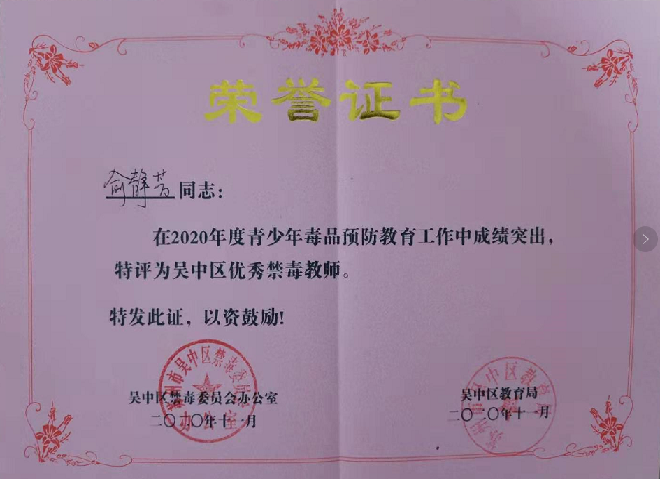 荣誉证书
俞静芳同志：
在2020年度青少年毒品预防教育工作中成绩突出，
特评为吴中区优秀禁毒教师。
特发此证，以资鼓励!
吴中区禁毒委员会办公室
吴中区教育局
二〇二〇年十一月
二〇二〇年十一月